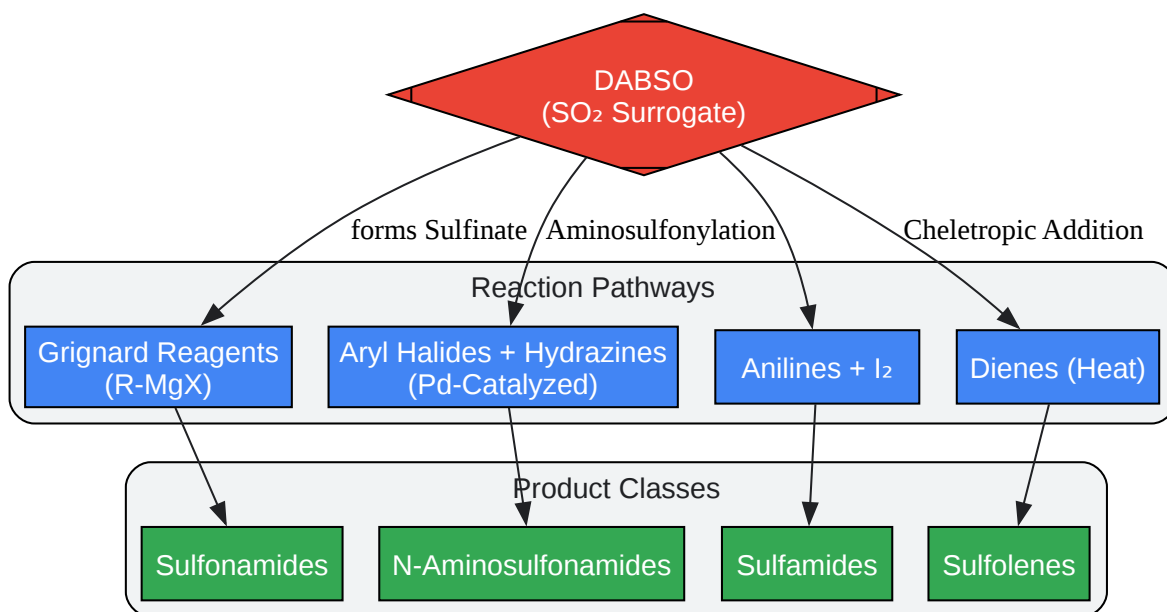 DABSO
(SO₂ Surrogate)
forms Sulfinate
Aminosulfonylation
Cheletropic Addition
Reaction Pathways
Grignard Reagents
(R-MgX)
Aryl Halides + Hydrazines
(Pd-Catalyzed)
Anilines + I₂
Dienes (Heat)
Product Classes
Sulfonamides
N-Aminosulfonamides
Sulfamides
Sulfolenes